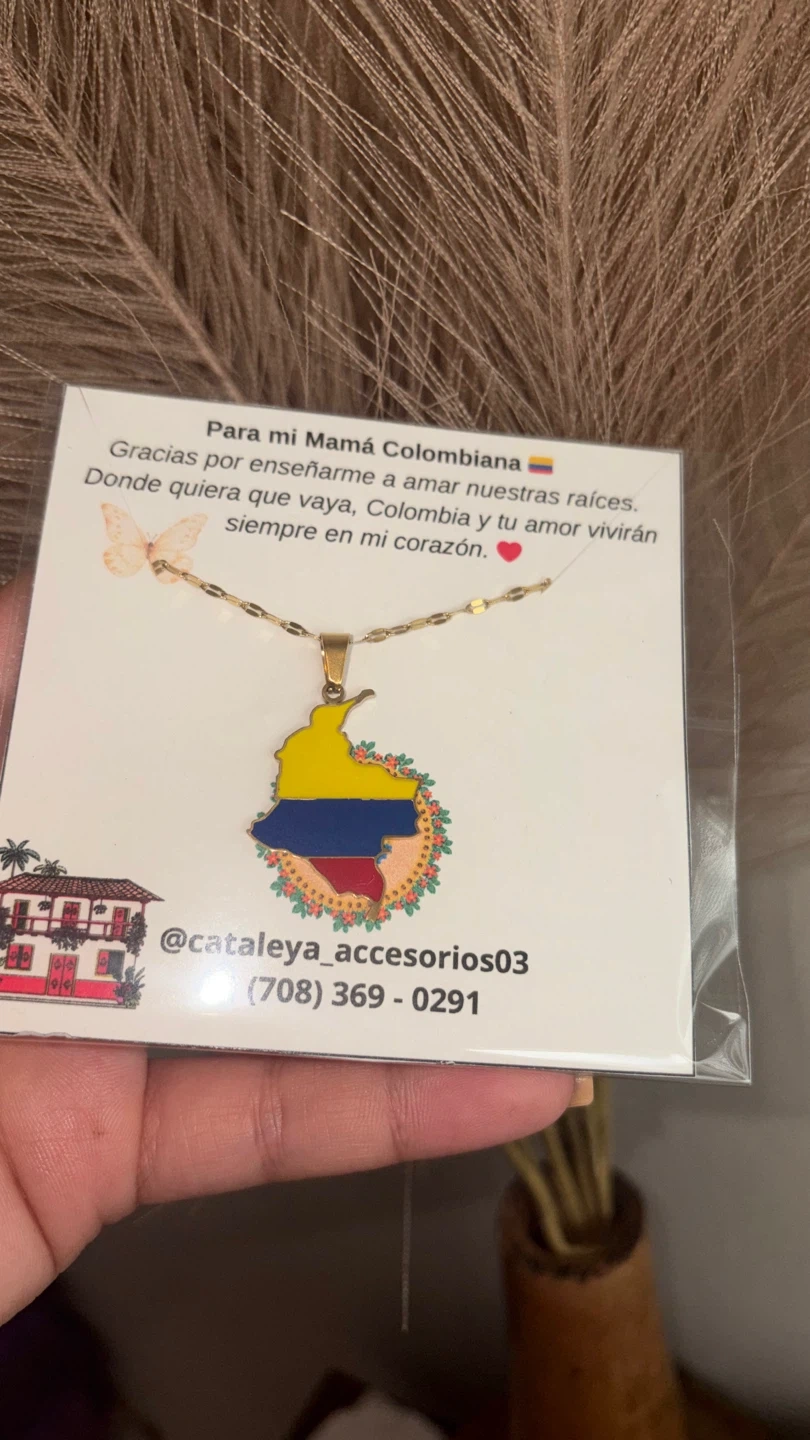 Para mi Mamá Colombiana 🇨🇴
Gracias por enseñarme a amar nuestras raíces.
Donde quiera que vaya, Colombia y tu amor vivirán
siempre en mi corazón. ❤️
@cataleya_accesorios03
(708) 369 - 0291